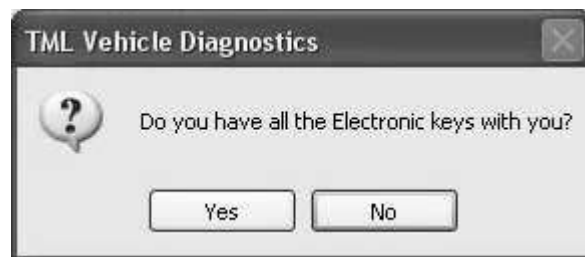 TML Vehicle Diagnostics
Do you have all the Electronic keys with you?
Yes
No